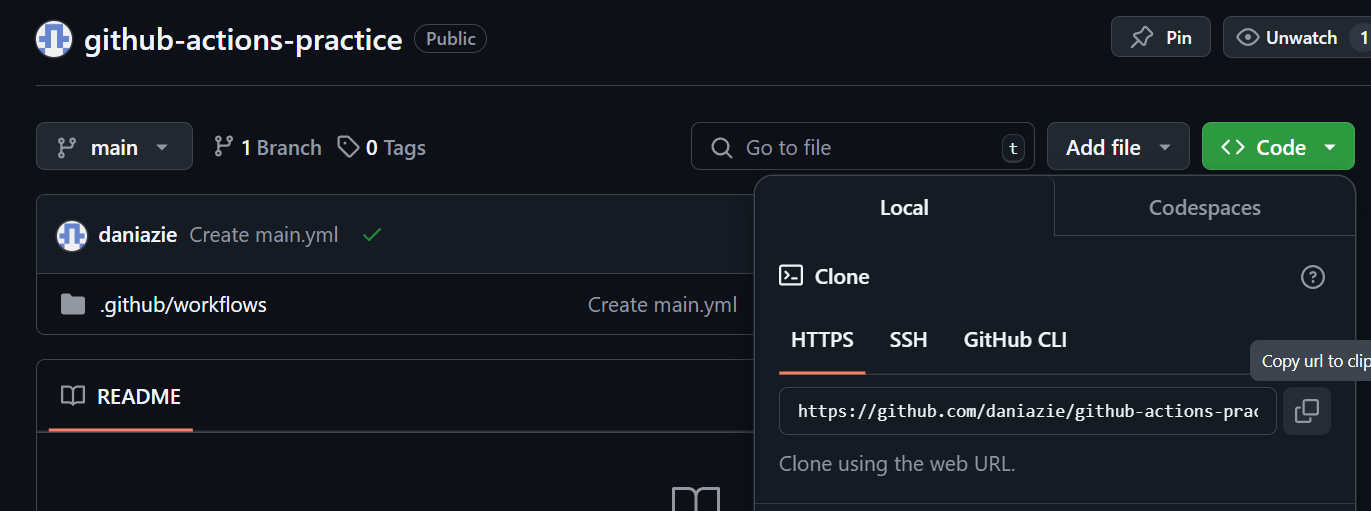 github-actions-practice Public Pin Unwatch 1
main 1 Branch 0 Tags Go to file t Add file Code
Local Codespaces
daniazie Create main.yml
Clone
.github/workflows Create main.yml
HTTPS SSH GitHub CLI
Copy url to clip
README
https://github.com/daniazie/github-actions-prac
Clone using the web URL.